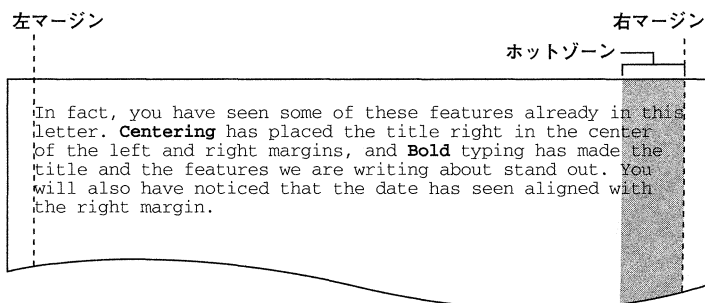 左マージン
右マージン
ホットゾーン
In fact, you have seen some of these features already in this
letter. Centering has placed the title right in the center
of the left and right margins, and Bold typing has made the
title and the features we are writing about stand out. You
will also have noticed that the date has seen aligned with
the right margin.